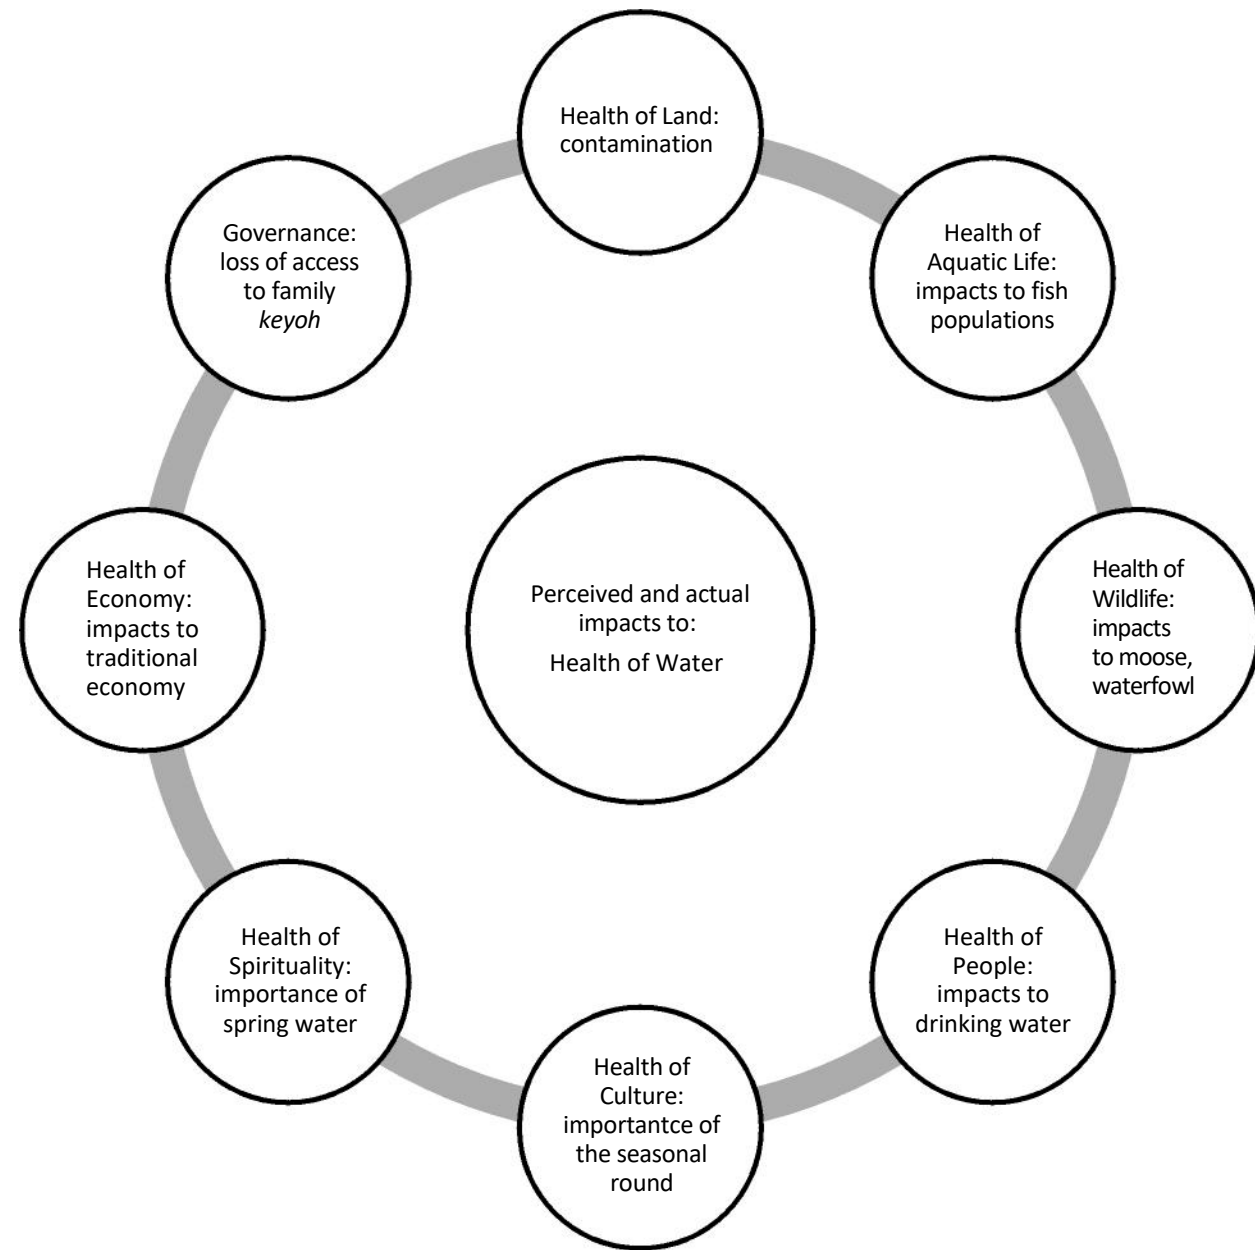 Health of Land:
contamination
Health of
Aquatic Life:
impacts to fish
populations
Health of
Wildlife:
impacts
to moose,
waterfowl
Health of
People:
impacts to
drinking water
Health of
Culture:
importantce of
the seasonal
round
Health of
Spirituality:
importance of
spring water
Health of
Economy:
impacts to
traditional
economy
Governance:
loss of access
to family
keyoh
Perceived and actual
impacts to:
Health of Water